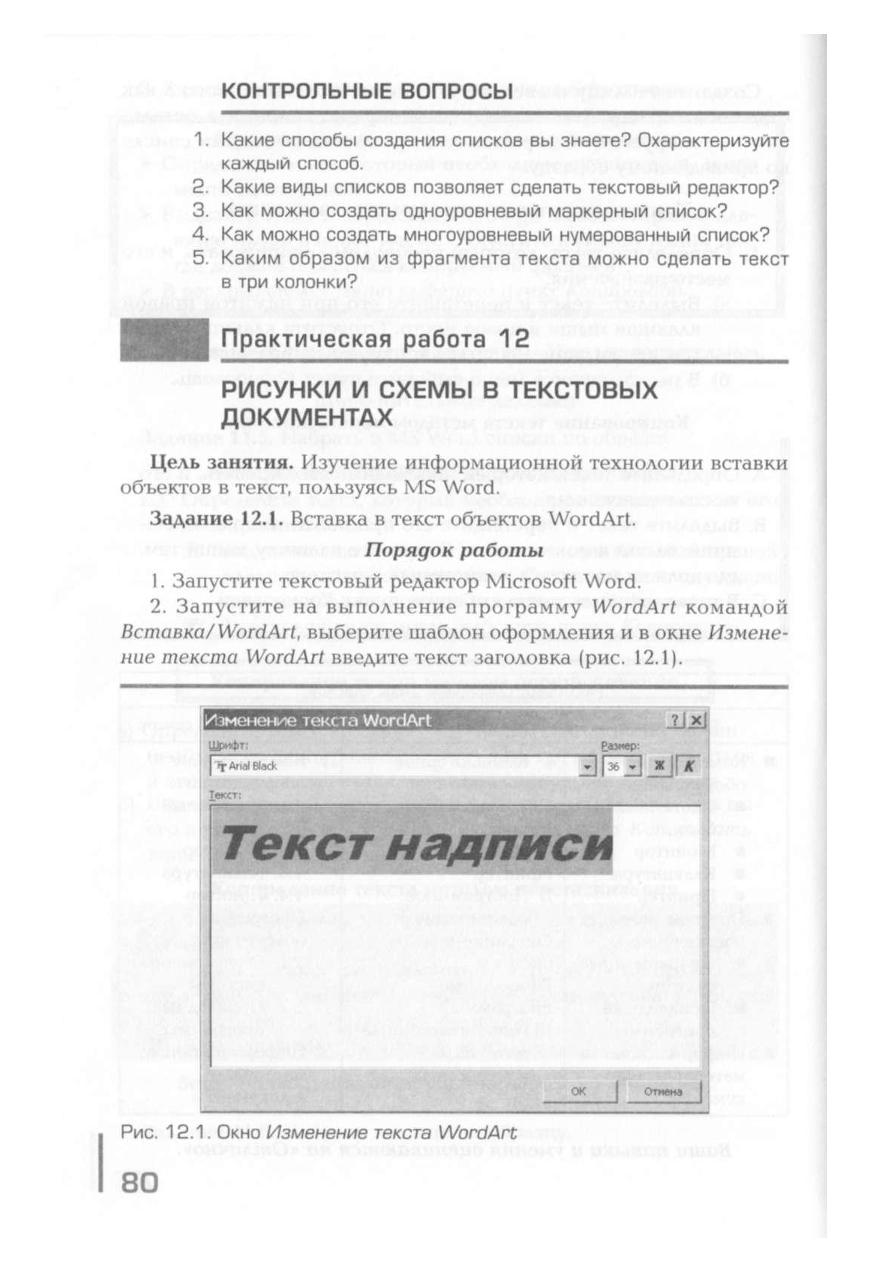 КОНТРОЛЬНЫЕ ВОПРОСЫ
1. Какие способы создания списков вы знаете? Охарактеризуйте
каждый способ.
2. Какие виды списков позволяет сделать текстовый редактор?
3. Как можно создать одноуровневый маркерный список?
4. Как можно создать многоуровневый нумерованный список?
5. Каким образом из фрагмента текста можно сделать текст
в три колонки?
Практическая работа 12
РИСУНКИ И СХЕМЫ В ТЕКСТОВЫХ
ДОКУМЕНТАХ
Цель занятия. Изучение информационной технологии вставки
объектов в текст, пользуясь MS Word.
Задание 12.1. Вставка в текст объектов WordArt.
Порядок работы
1. Запустите текстовый редактор Microsoft Word.
2. Запустите на выполнение программу WordArt командой
Вставка/WordArt, выберите шаблон оформления и в окне Измене-
ние текста WordArt введите текст заголовка (рис. 12.1).
Изменение текста WordArt ? ×
Шрифт: Размер:
Tr Arial Black 36 Ж К
Текст:
Текст надписи
ОК Отмена
Рис. 12.1. Окно Изменение текста WordArt
80